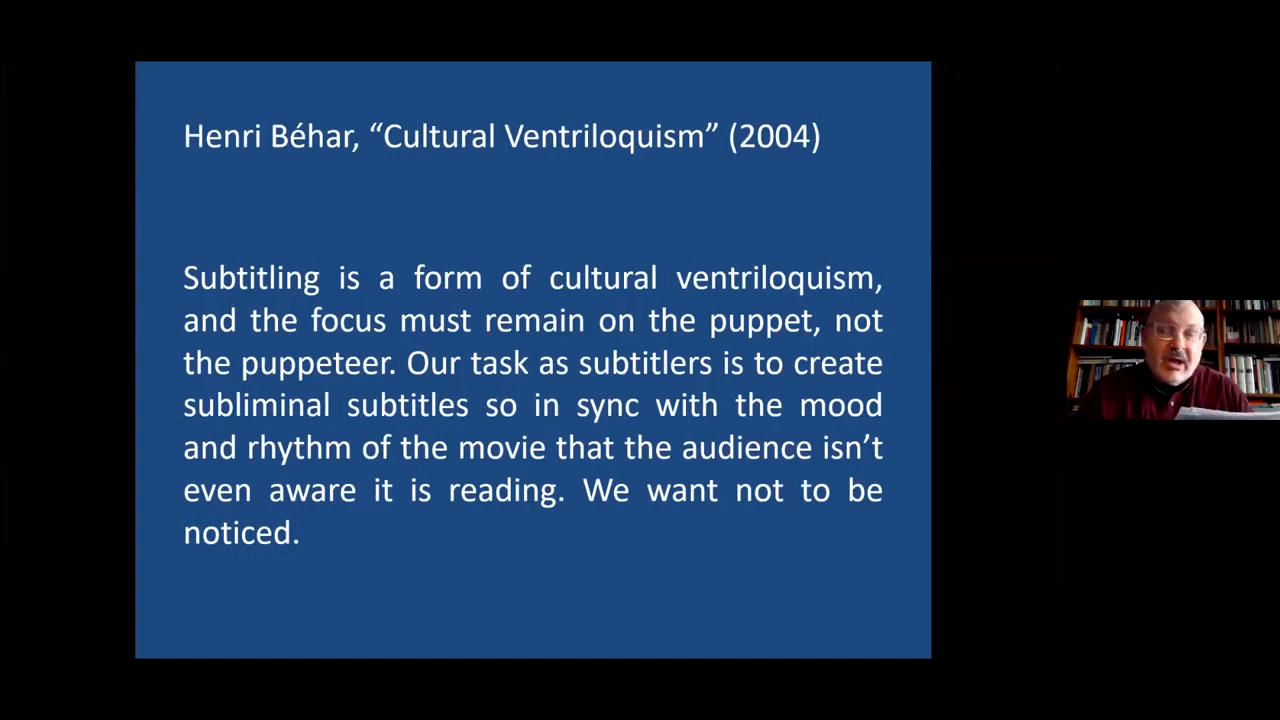 Henri Béhar, “Cultural Ventriloquism” (2004)
Subtitling is a form of cultural ventriloquism,
and the focus must remain on the puppet, not
the puppeteer. Our task as subtitlers is to create
subliminal subtitles so in sync with the mood
and rhythm of the movie that the audience isn’t
even aware it is reading. We want not to be
noticed.